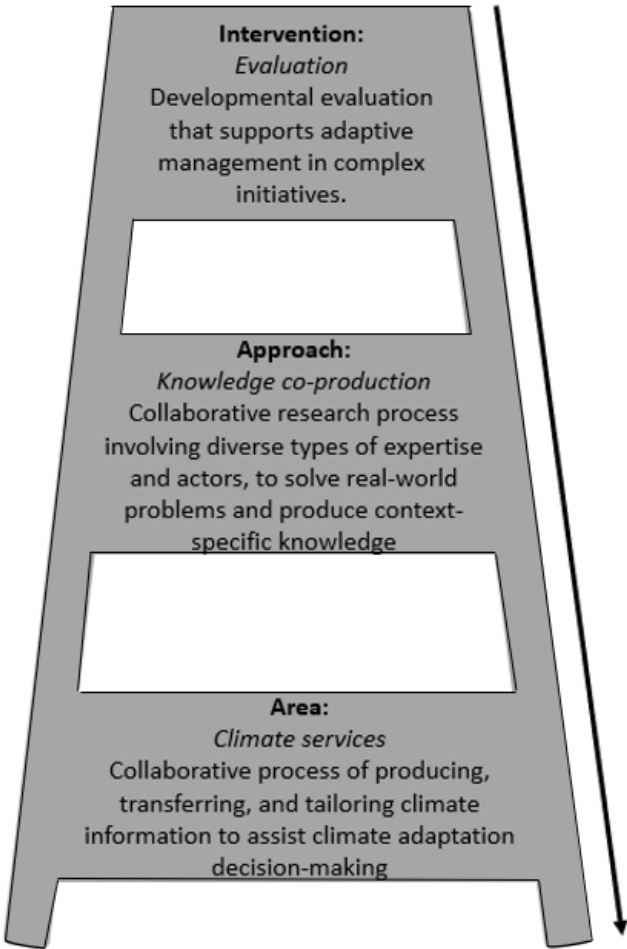 Intervention:
Evaluation
Developmental evaluation
that supports adaptive
management in complex
initiatives.
Approach:
Knowledge co-production
Collaborative research process
involving diverse types of expertise
and actors, to solve real-world
problems and produce context-
specific knowledge
Area:
Climate services
Collaborative process of producing,
transferring, and tailoring climate
information to assist climate adaptation
decision-making